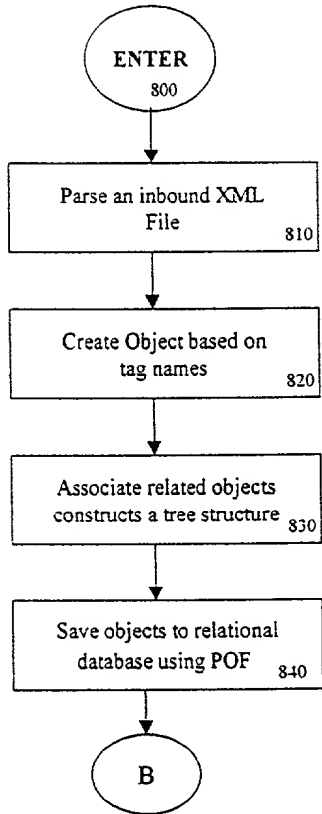 ENTER
800
Parse an inbound XML
File
810
Create Object based on
tag names
820
Associate related objects
constructs a tree structure
830
Save objects to relational
database using POF
840
B